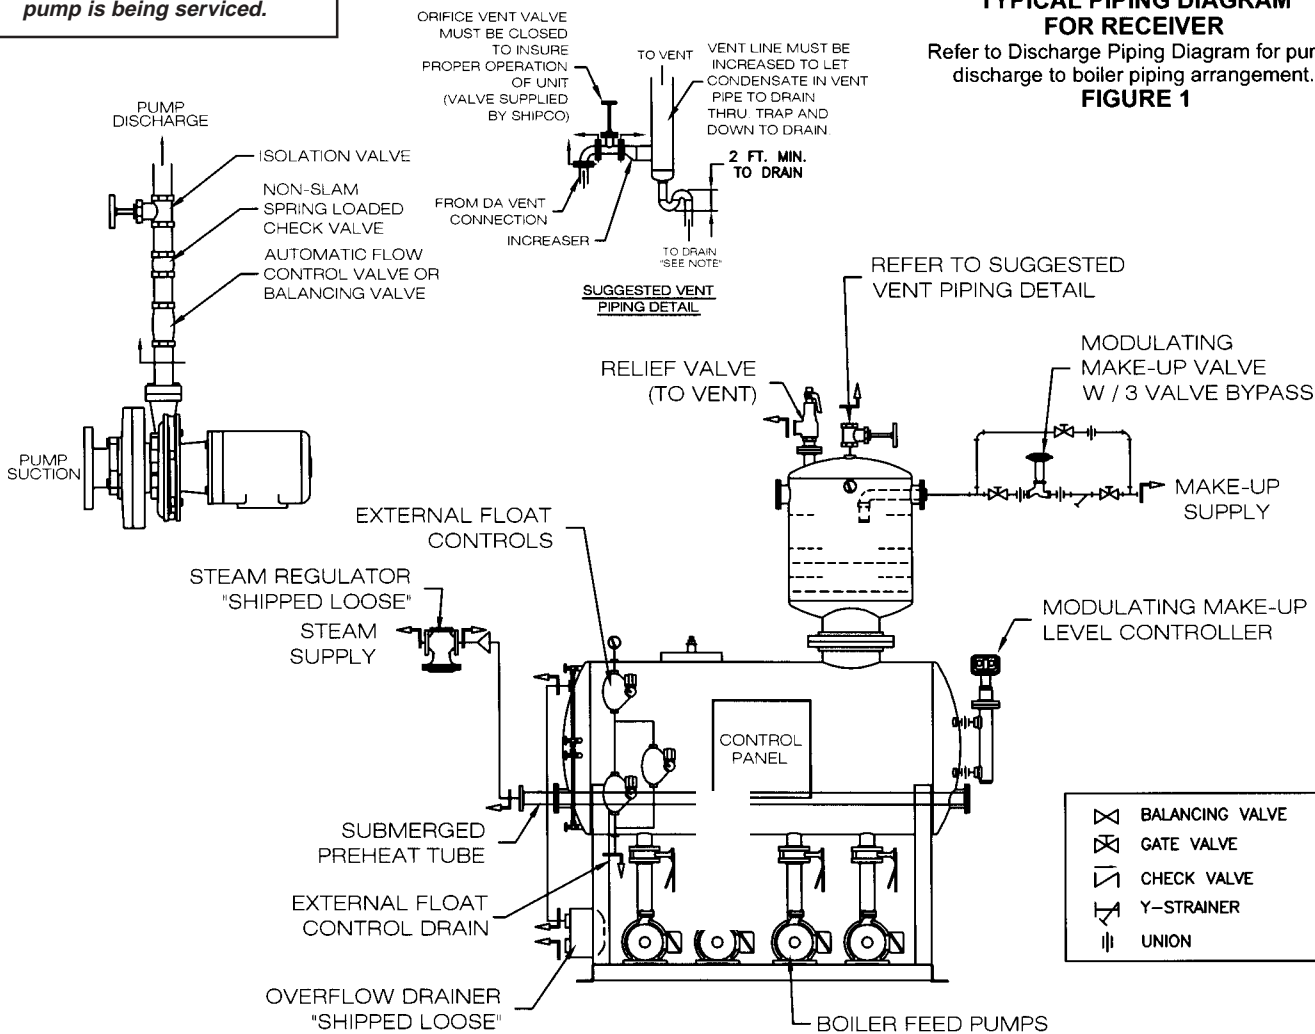 pump is being serviced.
TYPICAL PIPING DIAGRAM
FOR RECEIVER
Refer to Discharge Piping Diagram for
discharge to boiler piping arrangement.
FIGURE 1
ORIFICE VENT VALVE
MUST BE CLOSED
TO INSURE
PROPER OPERATION
OF UNIT
(VALVE SUPPLIED
BY SHIPCO)
TO VENT
VENT LINE MUST BE
INCREASED TO LET
CONDENSATE IN VENT
PIPE TO DRAIN
THRU. TRAP AND
DOWN TO DRAIN.
2 FT. MIN.
TO DRAIN
FROM DA VENT
CONNECTION
INCREASER
TO DRAIN
"SEE NOTE"
SUGGESTED VENT
PIPING DETAIL
PUMP
DISCHARGE
ISOLATION VALVE
NON-SLAM
SPRING LOADED
CHECK VALVE
AUTOMATIC FLOW
CONTROL VALVE OR
BALANCING VALVE
PUMP
SUCTION
REFER TO SUGGESTED
VENT PIPING DETAIL
RELIEF VALVE
(TO VENT)
MODULATING
MAKE-UP VALVE
W / 3 VALVE BYPASS
MAKE-UP
SUPPLY
EXTERNAL FLOAT
CONTROLS
STEAM REGULATOR
"SHIPPED LOOSE"
STEAM
SUPPLY
MODULATING MAKE-UP
LEVEL CONTROLLER
CONTROL
PANEL
SUBMERGED
PREHEAT TUBE
EXTERNAL FLOAT
CONTROL DRAIN
OVERFLOW DRAINER
"SHIPPED LOOSE"
BOILER FEED PUMPS
BALANCING VALVE
GATE VALVE
CHECK VALVE
Y-STRAINER
UNION